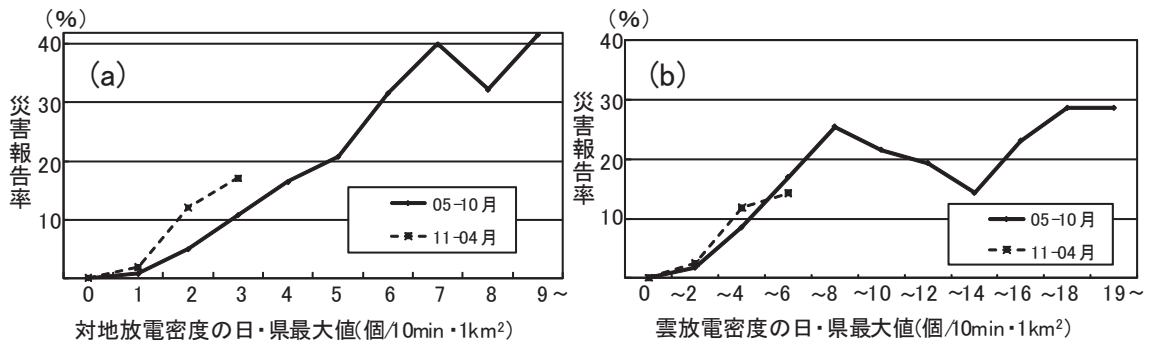 （%）
40
30
20
10
災害報告率
(a)
05-10月
11-04月
0 1 2 3 4 5 6 7 8 9～
対地放電密度の日・県最大値(個/10min・1km²)
（%）
40
30
20
10
0
災害報告率
(b)
05-10月
11-04月
0 ～2 ～4 ～6 ～8 ～10 ～12 ～14 ～16 ～18 19～
雲放電密度の日・県最大値(個/10min・1km²)